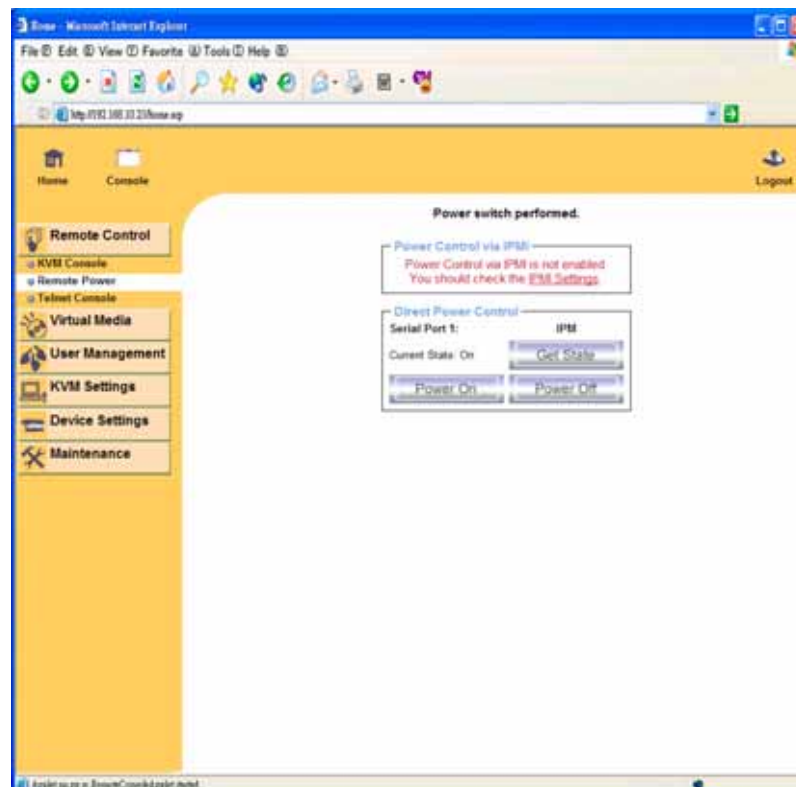 Home - Microsoft Internet Explorer
File Edit View Favorite Tools Help
Home
Console
Logout
Power switch performed.
Remote Control
KVM Console
Remote Power
Telnet Console
Virtual Media
User Management
KVM Settings
Device Settings
Maintenance
Power Control via IPMI
Power Control via IPMI is not enabled
You should check the IPMI Settings
Direct Power Control
Serial Port 1: IPM
Current State: On Get State
Power On Power Off